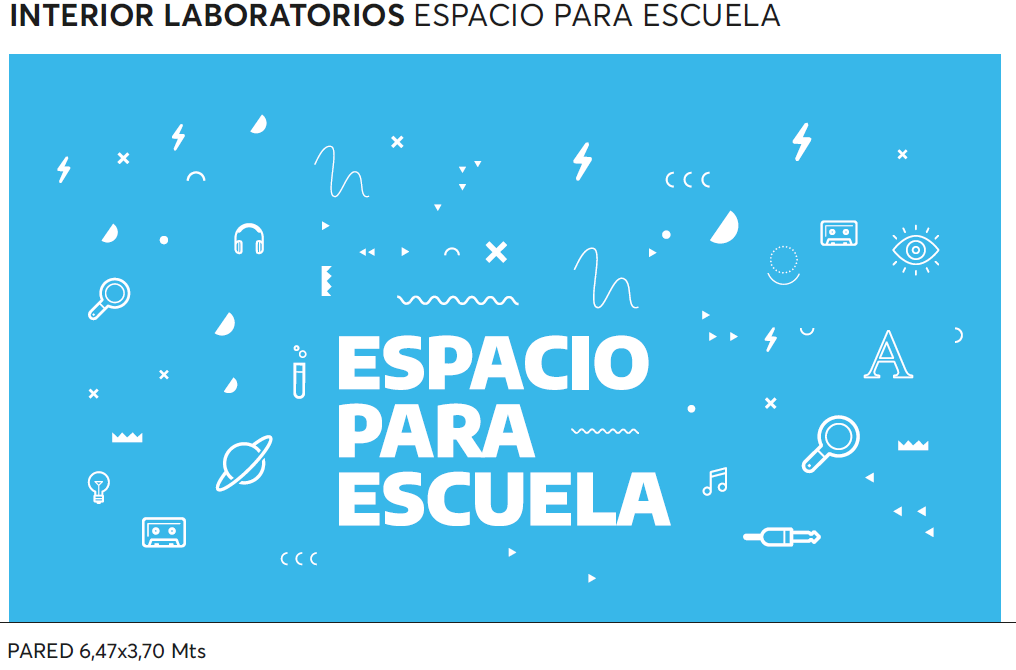 INTERIOR LABORATORIOS ESPACIO PARA ESCUELA
ESPACIO
PARA
ESCUELA
A
PARED 6,47x3,70 Mts